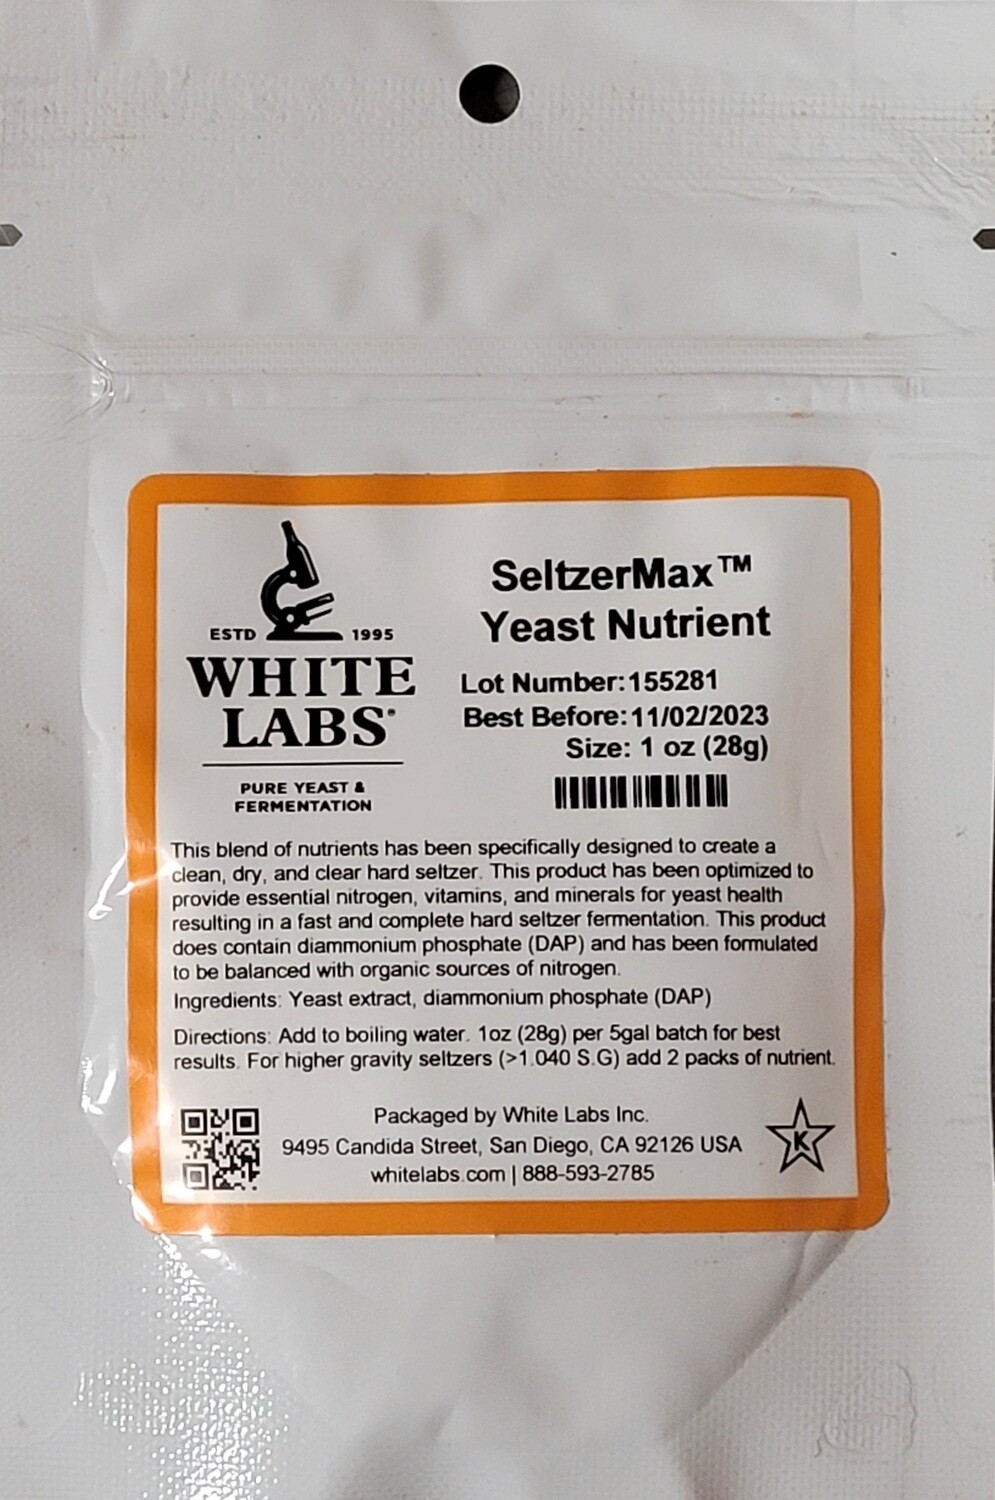 ESTD 1995
WHITE
LABS®
PURE YEAST &
FERMENTATION
SeltzerMax™
Yeast Nutrient
Lot Number:155281
Best Before:11/02/2023
Size: 1 oz (28g)
This blend of nutrients has been specifically designed to create a
clean, dry, and clear hard seltzer. This product has been optimized to
provide essential nitrogen, vitamins, and minerals for yeast health
resulting in a fast and complete hard seltzer fermentation. This product
does contain diammonium phosphate (DAP) and has been formulated
to be balanced with organic sources of nitrogen.
Ingredients: Yeast extract, diammonium phosphate (DAP)
Directions: Add to boiling water. 1oz (28g) per 5gal batch for best
results. For higher gravity seltzers (>1.040 S.G) add 2 packs of nutrient.
Packaged by White Labs Inc.
9495 Candida Street, San Diego, CA 92126 USA
whitelabs.com | 888-593-2785
K